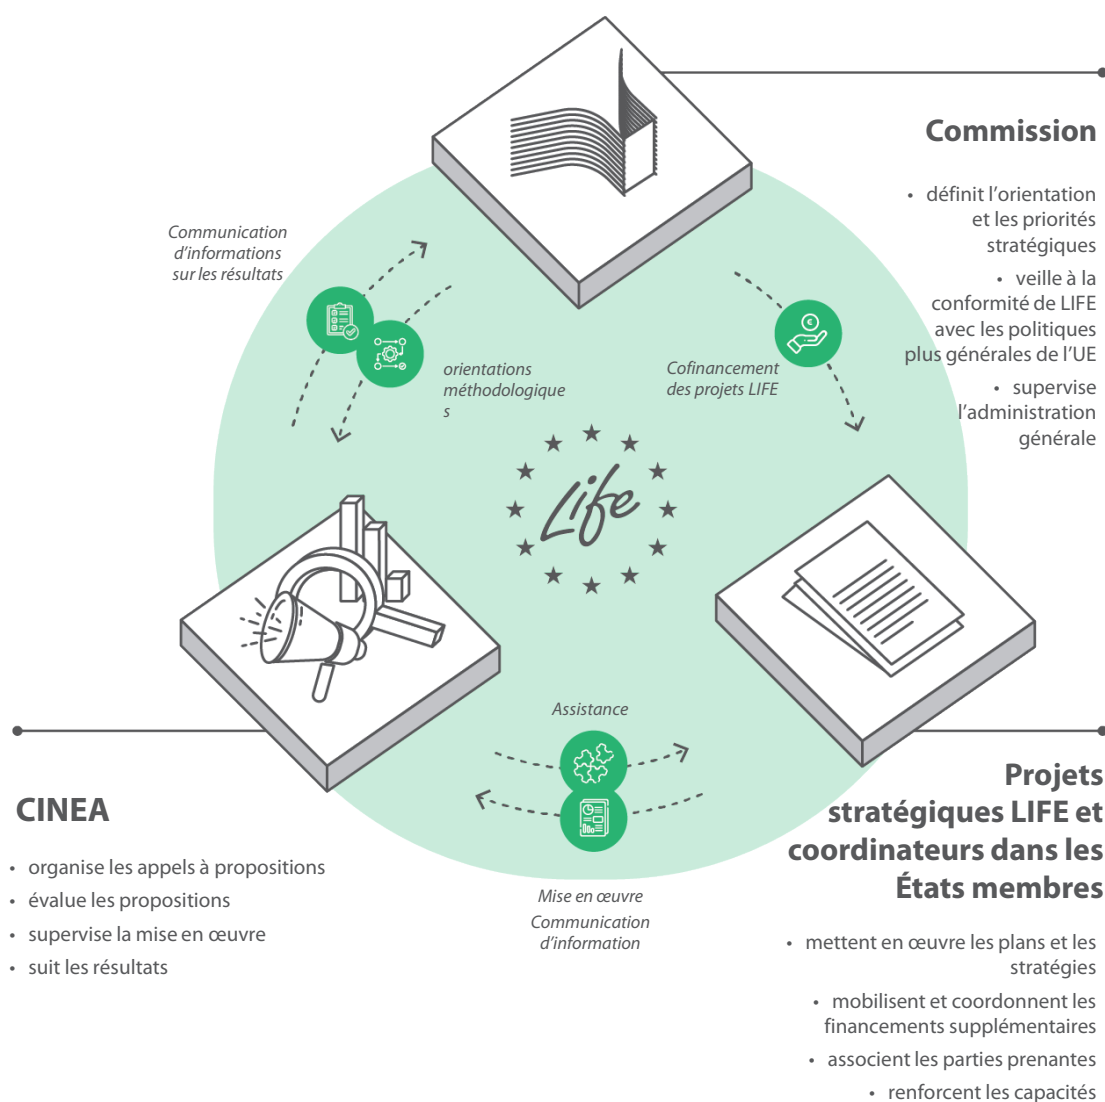 Commission
• définit l’orientation
et les priorités
stratégiques
• veille à la
conformité de LIFE
avec les politiques
plus générales de l’UE
• supervise
l’administration
générale
Communication
d’informations
sur les résultats
orientations
méthodologique
s
Cofinancement
des projets LIFE
Life
Assistance
Mise en œuvre
Communication
d’information
CINEA
• organise les appels à propositions
• évalue les propositions
• supervise la mise en œuvre
• suit les résultats
Projets
stratégiques LIFE et
coordinateurs dans les
États membres
• mettent en œuvre les plans et les
stratégies
• mobilisent et coordonnent les
financements supplémentaires
• associent les parties prenantes
• renforcent les capacités